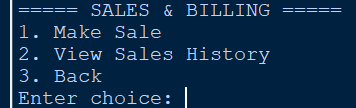 ===== SALES & BILLING =====
1. Make Sale
2. View Sales History
3. Back
Enter choice: